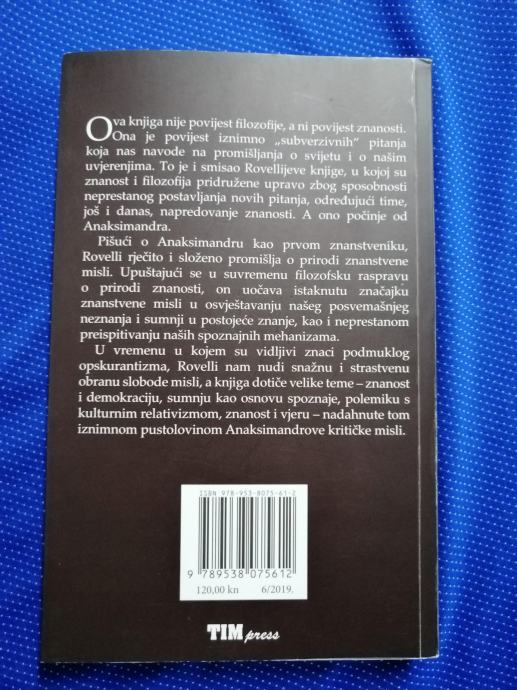 Ova knjiga nije povijest filozofije, a ni povijest znanosti.
Ona je povijest iznimno „subverzivnih" pitanja
koja nas navode na promišljanja o svijetu i o našim
uvjerenjima. To je i smisao Rovellijeve knjige, u kojoj su
znanost i filozofija pridružene upravo zbog sposobnosti
neprestanog postavljanja novih pitanja, određujući time,
još i danas, napredovanje znanosti. A ono počinje od
Anaksimandra.
Pišući o Anaksimandru kao prvom znanstveniku,
Rovelli rječito i složeno promišlja o prirodi znanstvene
misli. Upuštajući se u suvremenu filozofsku raspravu
o prirodi znanosti, on uočava istaknutu značajku
znanstvene misli u osvještavanju našeg posvemašnjeg
neznanja i sumnji u postojeće znanje, kao i neprestanom
preispitivanju naših spoznajnih mehanizama.
U vremenu u kojem su vidljivi znaci podmuklog
opskurantizma, Rovelli nam nudi snažnu i strastvenu
obranu slobode misli, a knjiga dotiče velike teme – znanost
i demokraciju, sumnju kao osnovu spoznaje, polemiku s
kulturnim relativizmom, znanost i vjeru – nadahnute tom
iznimnom pustolovinom Anaksimandrove kritičke misli.
ISBN 978-953-8075-61-2
9 789538 075612
120,00 kn 6/2019.
TIM press